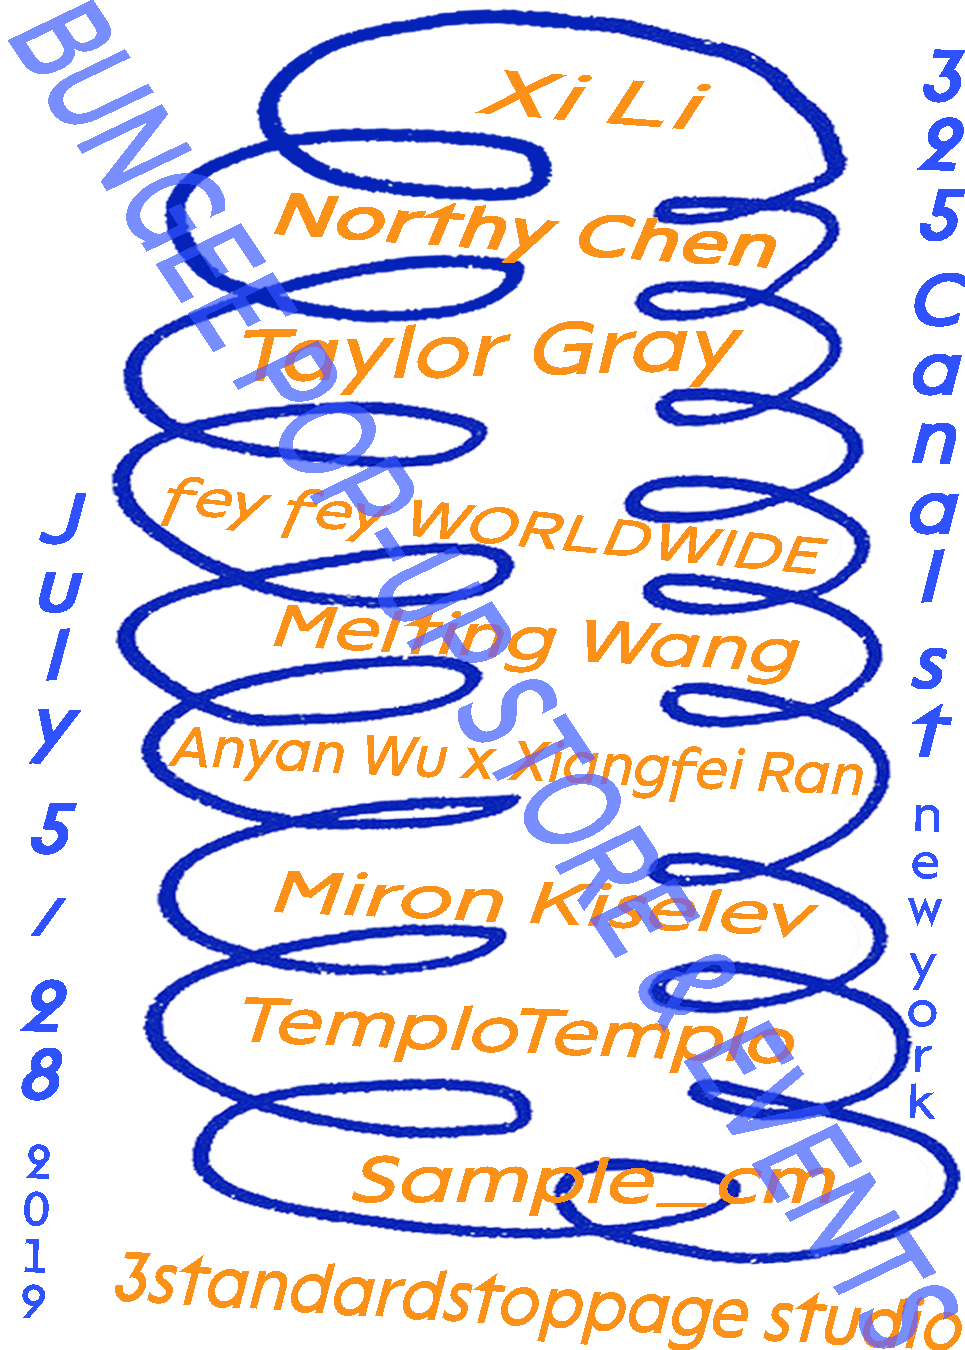 BUNGEE POP-UP STORE & EVENTS
Xi Li
Northy Chen
Taylor Gray
fey fey WORLDWIDE
Melting Wang
Anyan Wu x Xiangfei Ran
Miron Kiselev
TemploTemplo
Sample_cm
3standardstoppage studio
July 5/28 2019
325 Canal st new york